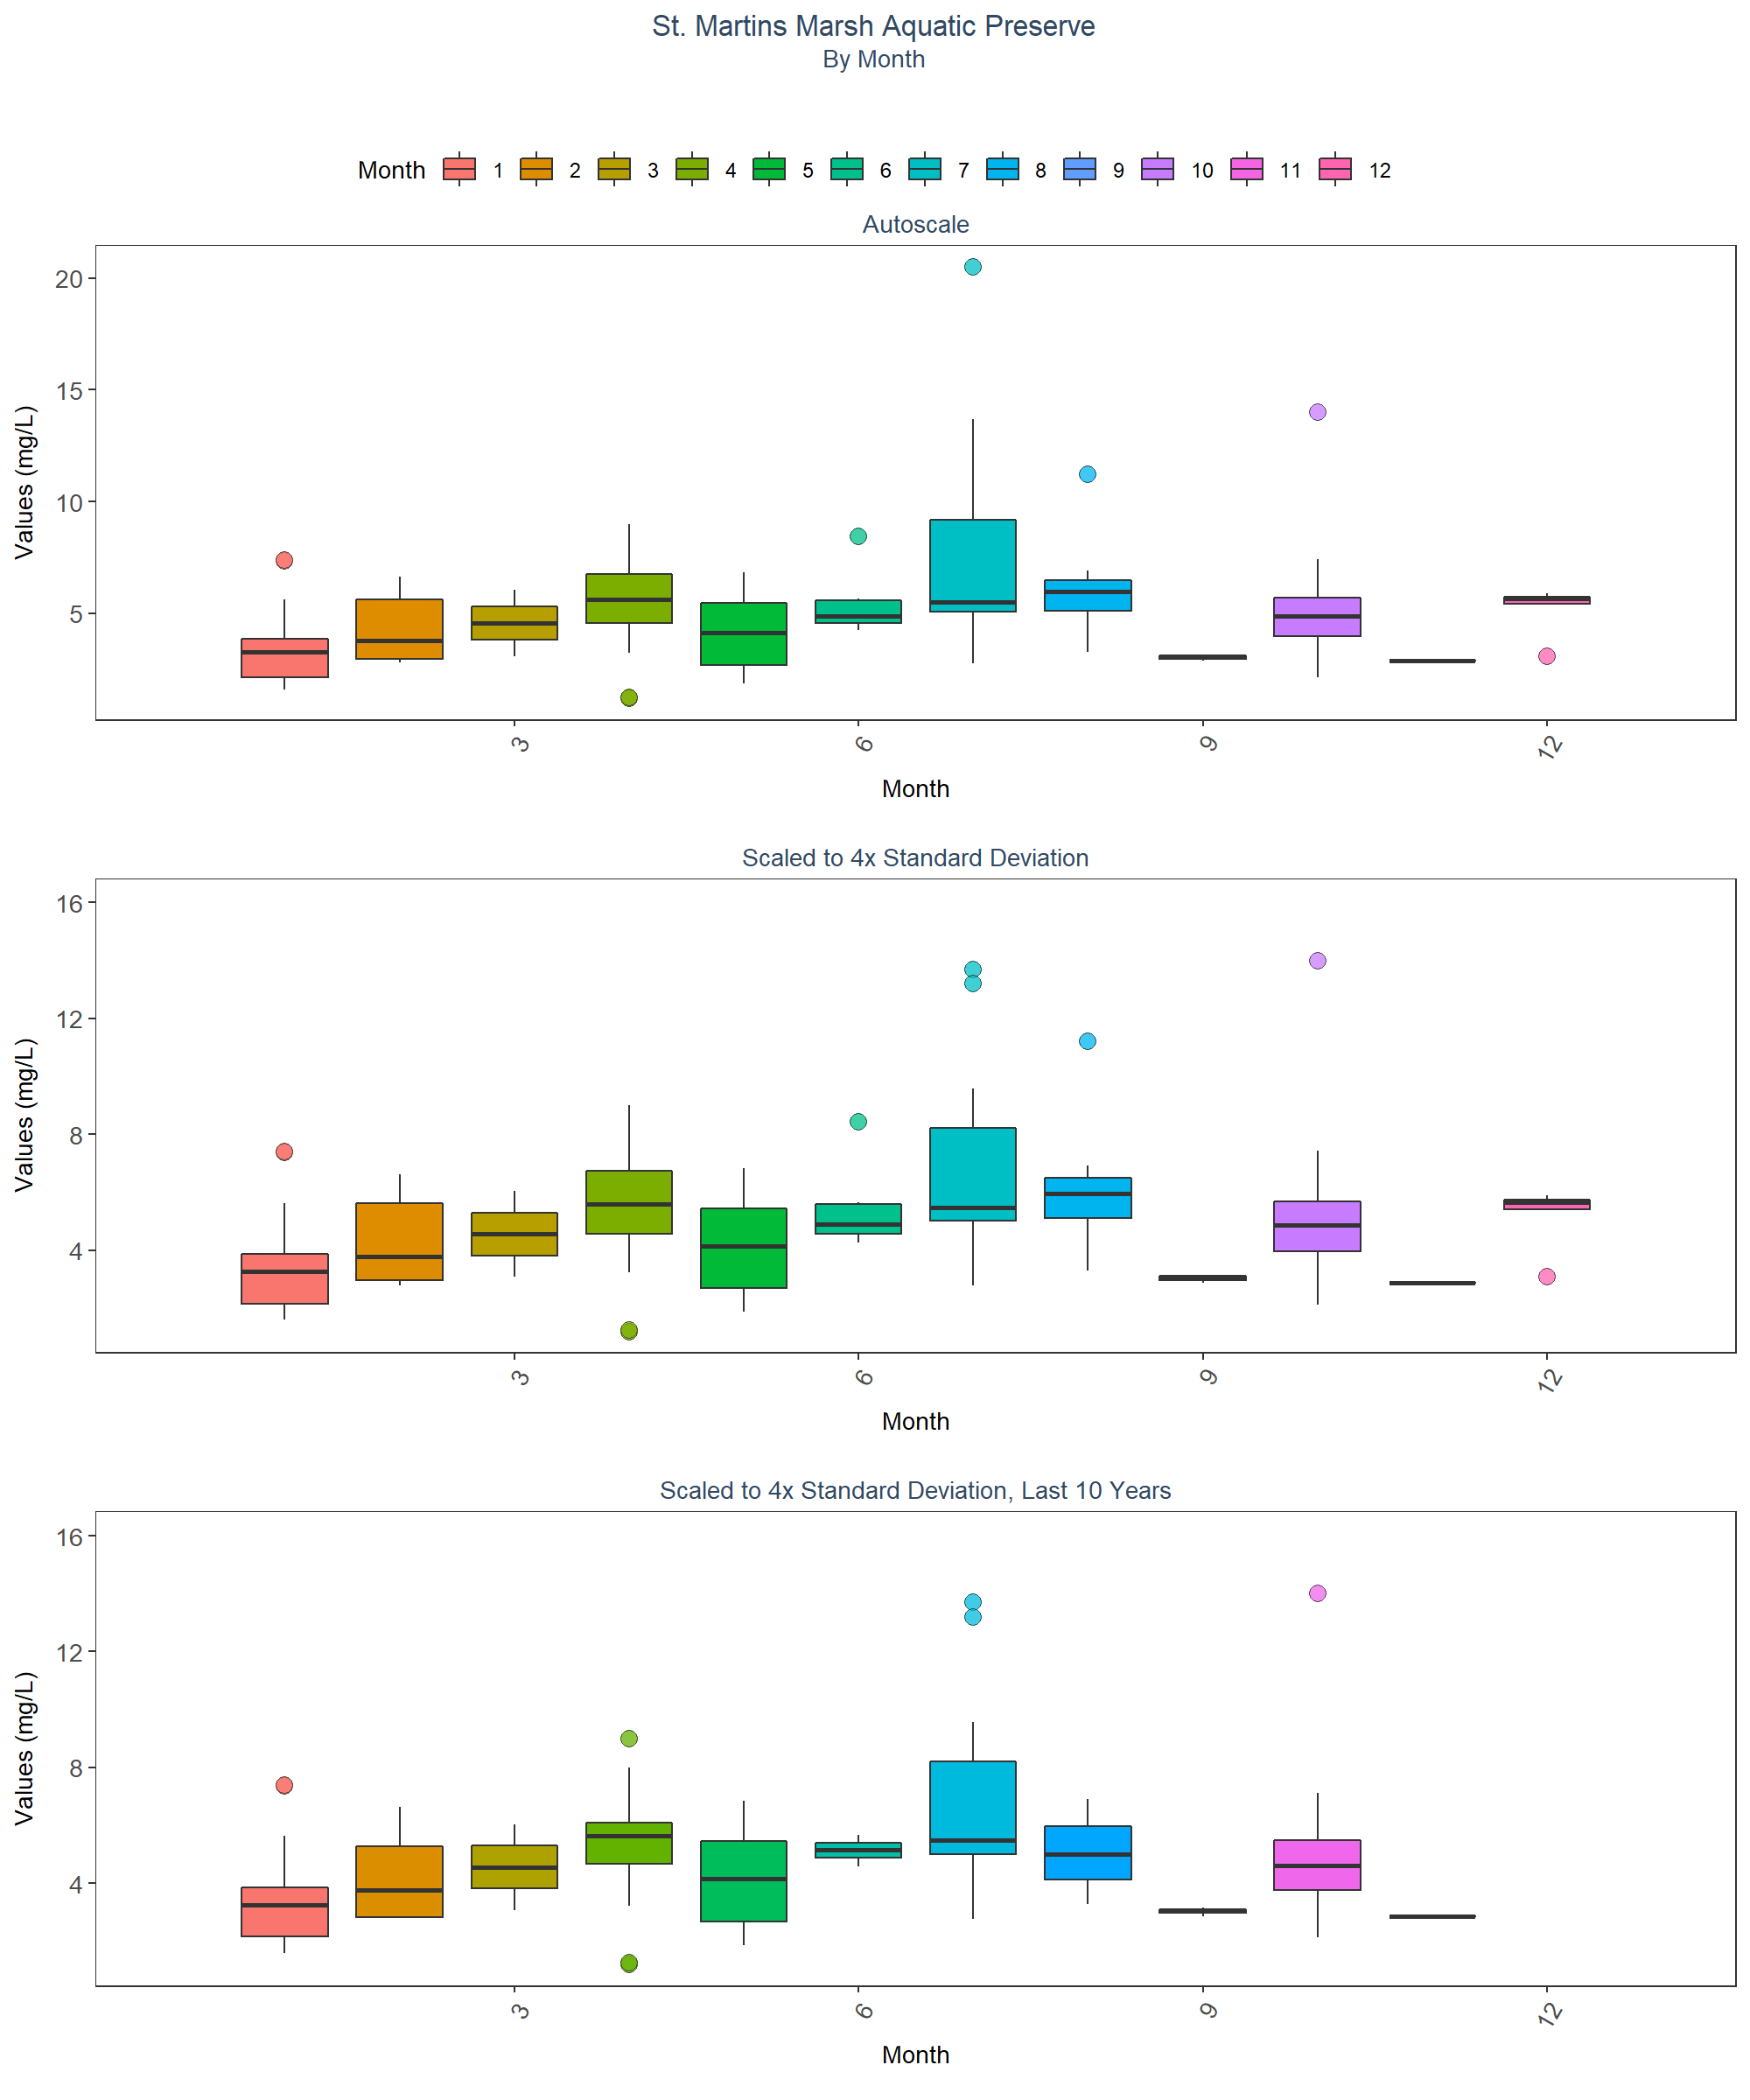 St. Martins Marsh Aquatic Preserve
By Month
Month 1 2 3 4 5 6 7 8 9 10 11 12
Autoscale
Values (mg/L)
20
15
10
5
3 6 9 12
Month
Scaled to 4x Standard Deviation
Values (mg/L)
16
12
8
4
3 6 9 12
Month
Scaled to 4x Standard Deviation, Last 10 Years
Values (mg/L)
16
12
8
4
3 6 9 12
Month